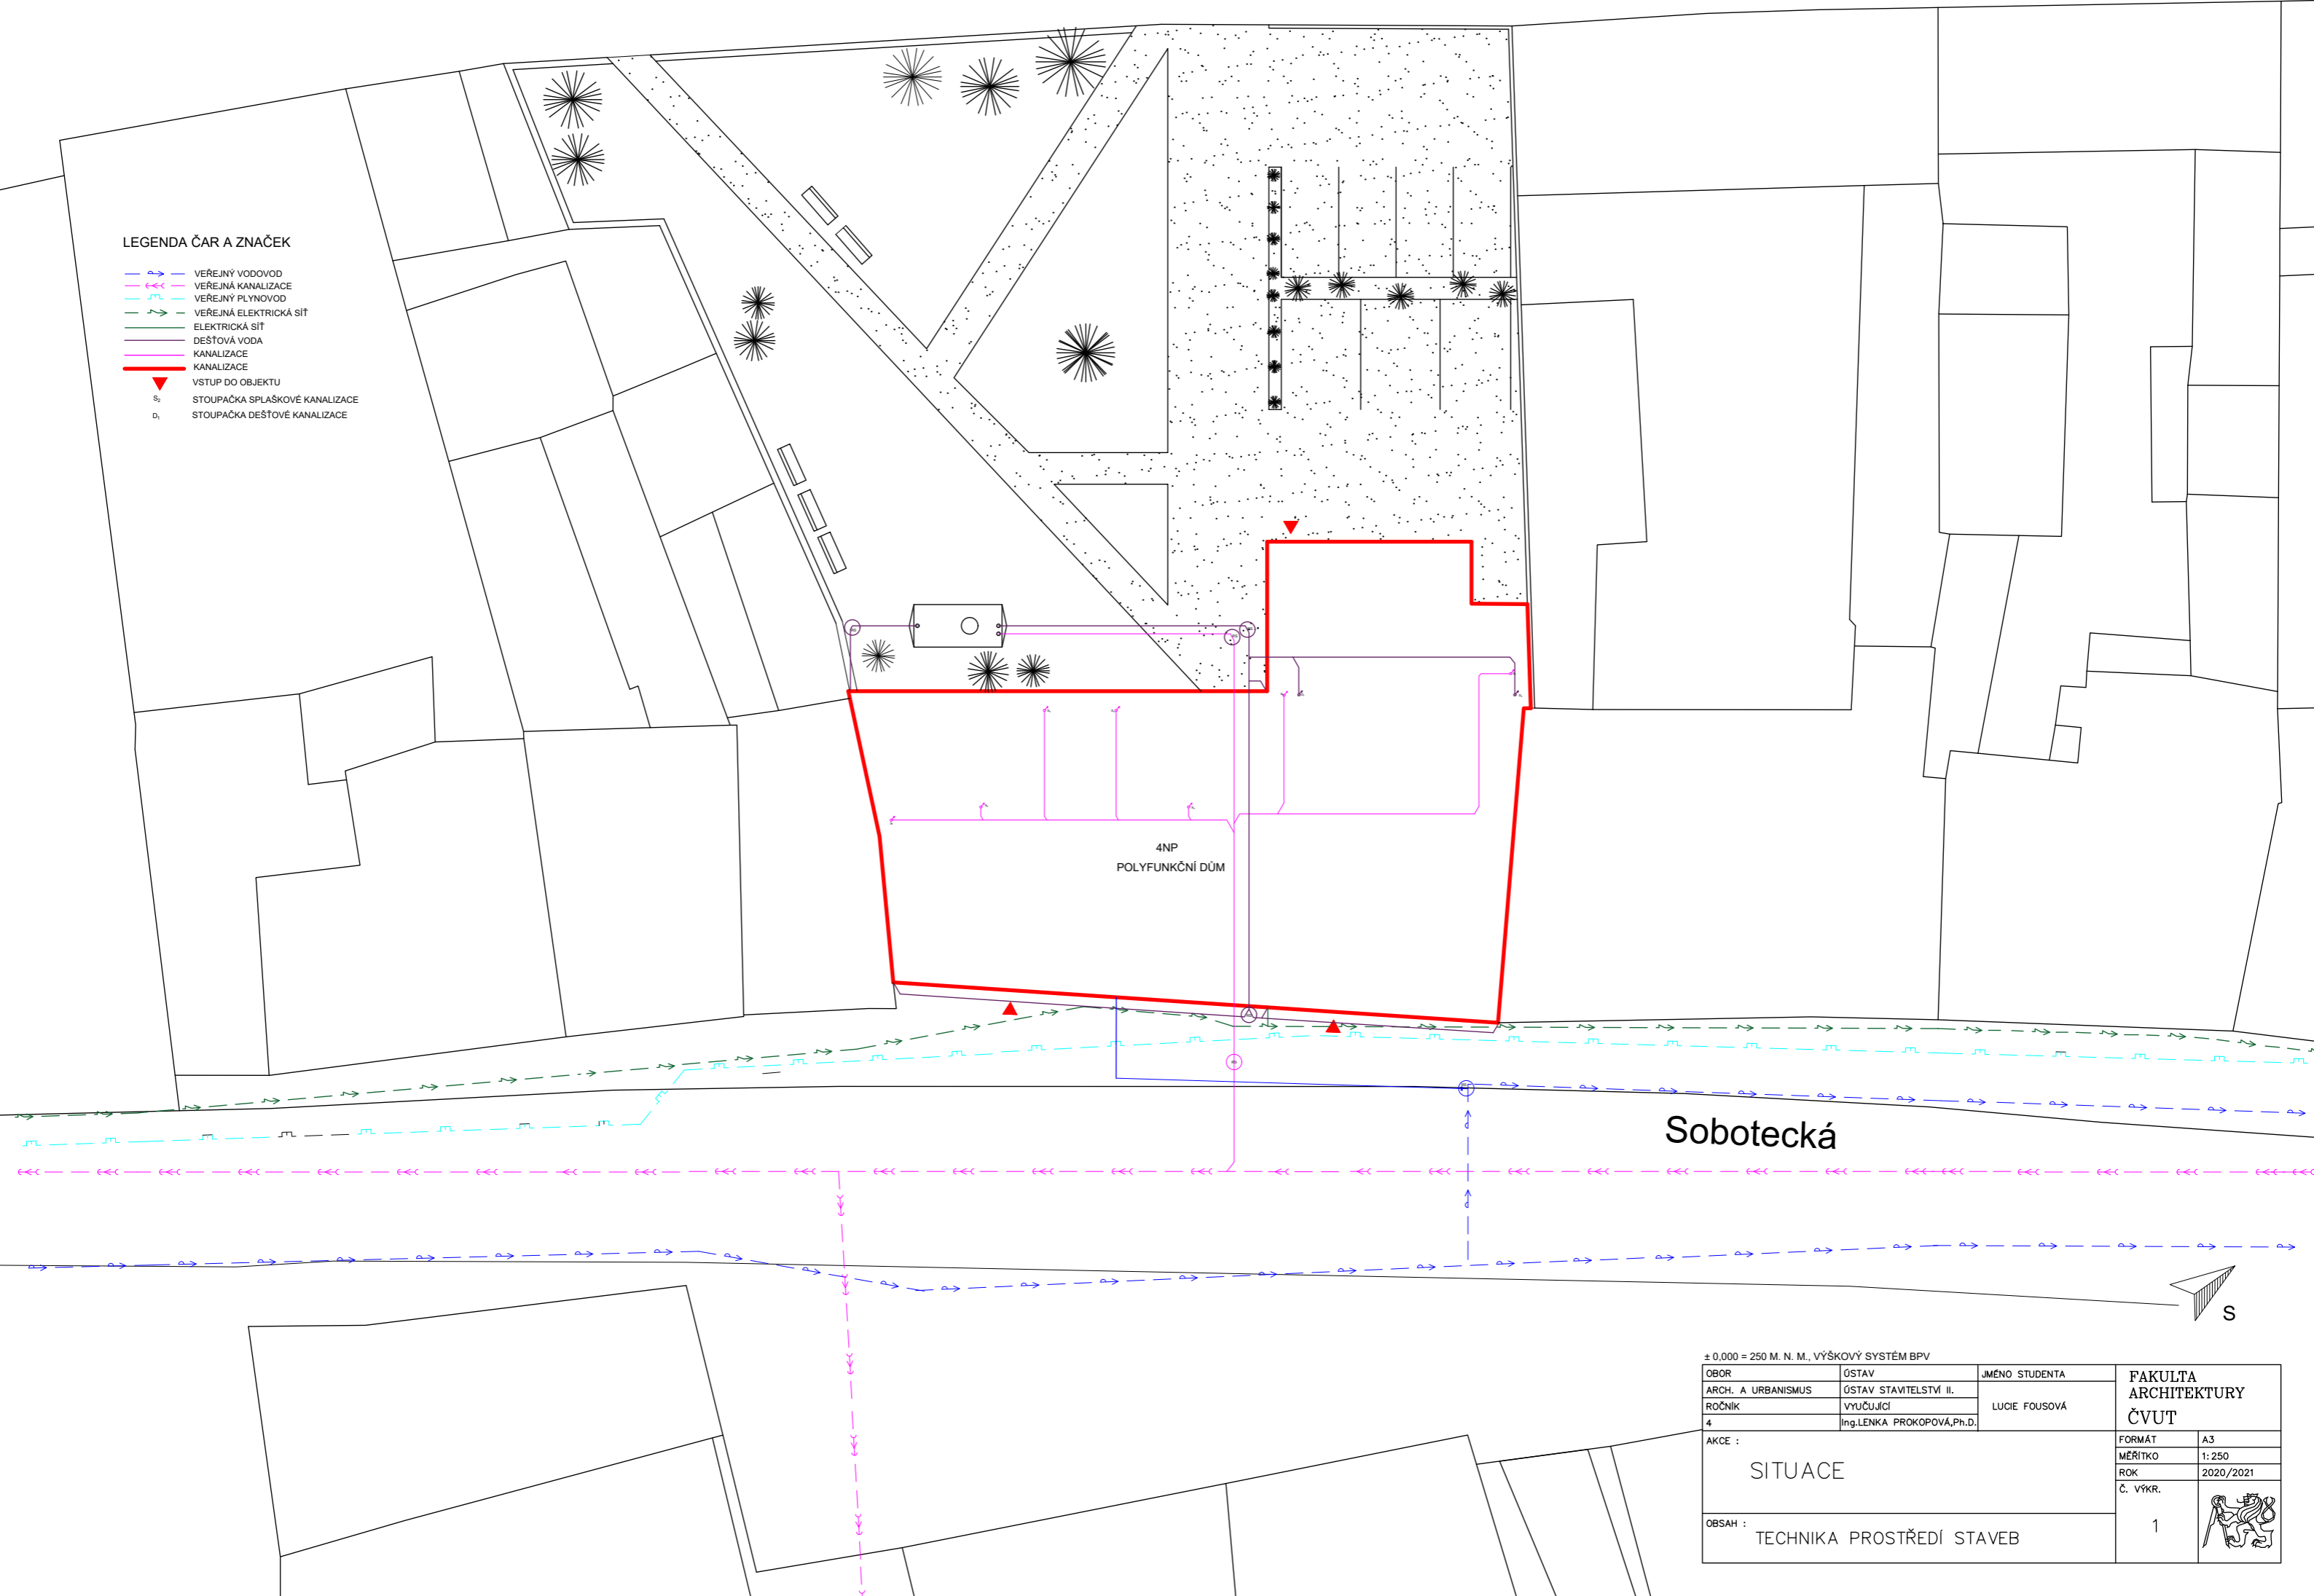 LEGENDA ČAR A ZNAČEK
VEŘEJNÝ VODOVOD
VEŘEJNÁ KANALIZACE
VEŘEJNÝ PLYNOVOD
VEŘEJNÁ ELEKTRICKÁ SÍŤ
ELEKTRICKÁ SÍŤ
DEŠŤOVÁ VODA
KANALIZACE
KANALIZACE
VSTUP DO OBJEKTU
S₂ STOUPAČKA SPLAŠKOVÉ KANALIZACE
D₁ STOUPAČKA DEŠŤOVÉ KANALIZACE
4NP
POLYFUNKČNÍ DŮM
Sobotecká
S
± 0,000 = 250 M. N. M., VÝŠKOVÝ SYSTÉM BPV
OBOR ÚSTAV JMÉNO STUDENTA
ARCH. A URBANISMUS ÚSTAV STAVITELSTVÍ II.
ROČNÍK VYUČUJÍCÍ LUCIE FOUSOVÁ
4 Ing.LENKA PROKOPOVÁ,Ph.D.
FAKULTA
ARCHITEKTURY
ČVUT
AKCE :
SITUACE
FORMÁT A3
MĚŘÍTKO 1:250
ROK 2020/2021
Č. VÝKR.
1
OBSAH :
TECHNIKA PROSTŘEDÍ STAVEB